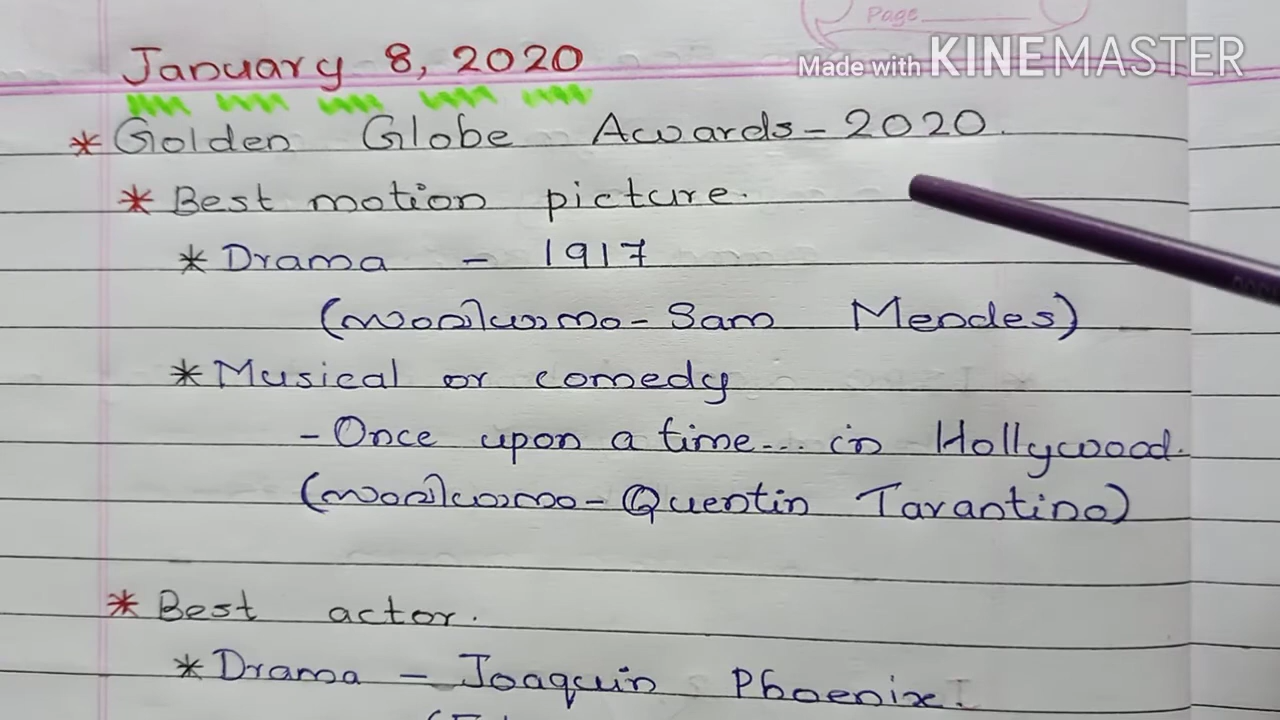 Page
Made with KINEMASTER
January 8, 2020
* Golden Globe Awards - 2020.
* Best motion picture.
* Drama - 1917
(സംവിധാനം - Sam Mendes)
* Musical or comedy
- Once upon a time... in Hollywood.
(സംവിധാനം - Quentin Tarantino)
* Best actor.
* Drama - Joaquin Phoenix.